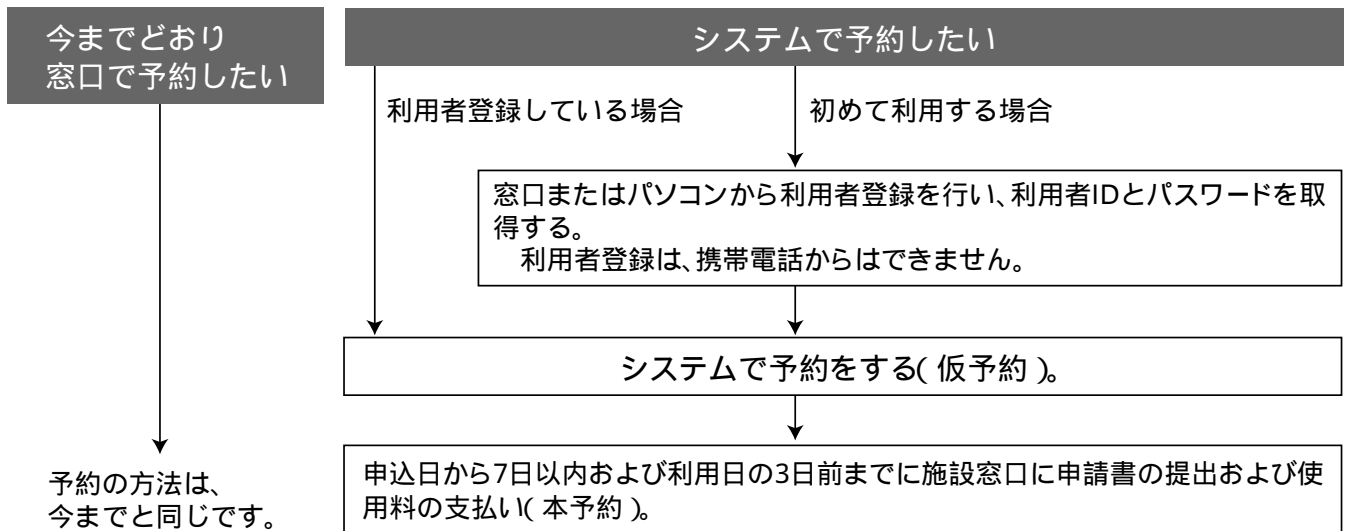 今までどおり
窓口で予約したい
システムで予約したい
利用者登録している場合
初めて利用する場合
窓口またはパソコンから利用者登録を行い、利用者IDとパスワードを取
得する。
利用者登録は、携帯電話からはできません。
システムで予約をする(仮予約)。
予約の方法は、
今までと同じです。
申込日から7日以内および利用日の3日前までに施設窓口に申請書の提出および使
用料の支払い(本予約)。